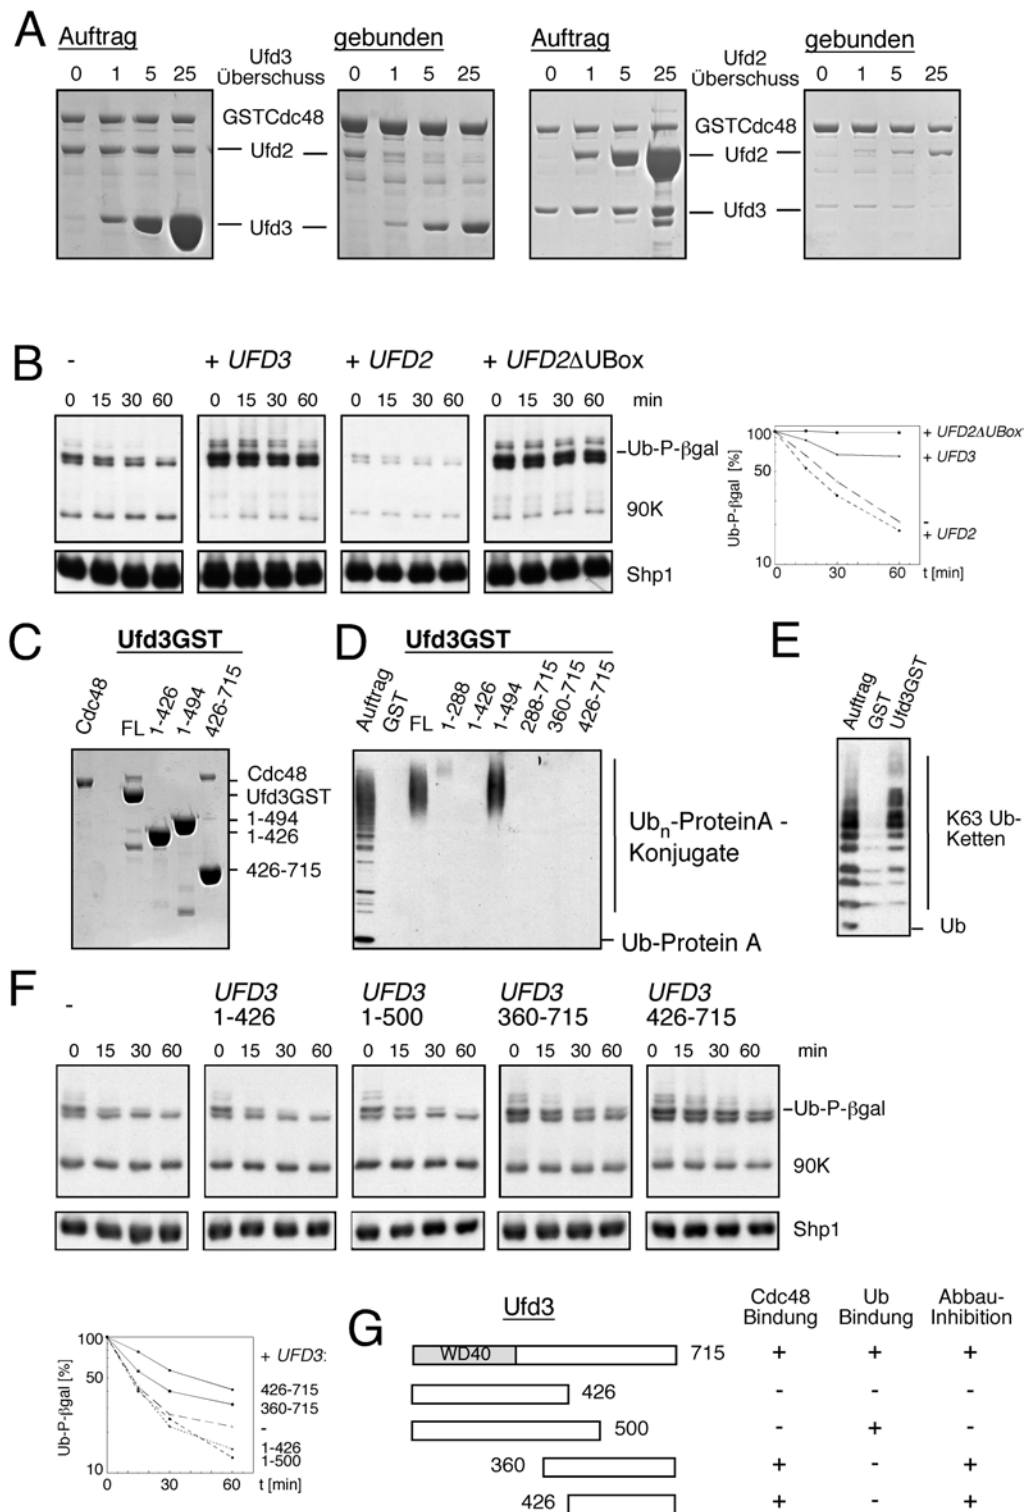 A
Auftrag
gebunden
Auftrag
gebunden
Ufd3
Überschuss
Ufd2
Überschuss
0 1 5 25
0 1 5 25
0 1 5 25
0 1 5 25
GSTCdc48
Ufd2
Ufd3
GSTCdc48
Ufd2
Ufd3
B
- + UFD3 + UFD2 + UFD2ΔUBox
0 15 30 60 0 15 30 60 0 15 30 60 0 15 30 60 min
Ub-P-βgal
90K
Shp1
Ub-P-βgal [%]
100
50
10
0 30 60 t [min]
+ UFD2ΔUBox
+ UFD3
-
+ UFD2
C
Ufd3GST
Cdc48
FL
1-426
1-494
426-715
Cdc48
Ufd3GST
1-494
1-426
426-715
D
Ufd3GST
Auftrag
GST
FL
1-288
1-426
1-494
288-715
360-715
426-715
Ubn-ProteinA -
Konjugate
Ub-Protein A
E
Auftrag
GST
Ufd3GST
K63 Ub-
Ketten
Ub
F
-
UFD3
1-426
UFD3
1-500
UFD3
360-715
UFD3
426-715
0 15 30 60 0 15 30 60 0 15 30 60 0 15 30 60 0 15 30 60 min
Ub-P-βgal
90K
Shp1
Ub-P-βgal [%]
100
50
10
0 30 60 t [min]
+ UFD3:
426-715
360-715
-
1-426
1-500
G
Ufd3
Cdc48
Bindung
Ub
Bindung
Abbau-
Inhibition
WD40 715 + + +
426 - - -
500 - + -
360 + - +
426 + - +